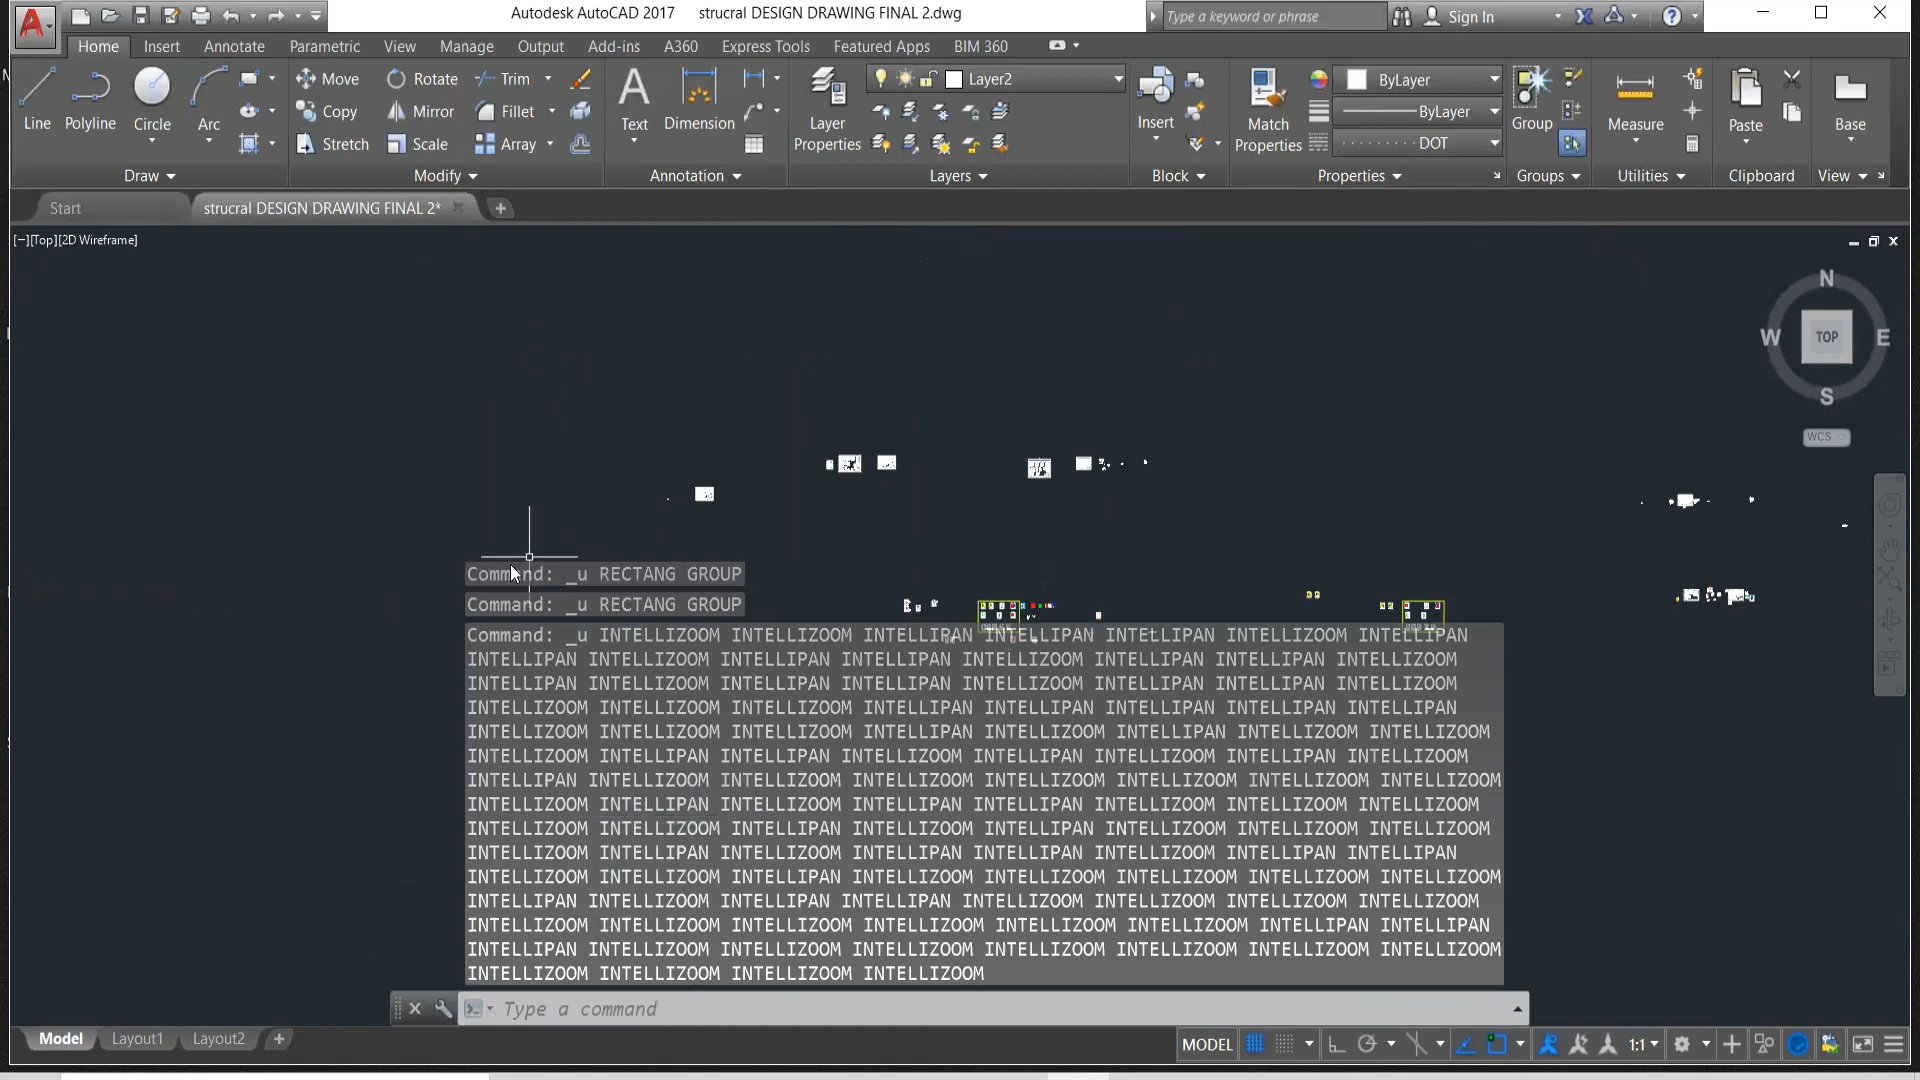 Autodesk AutoCAD 2017 strucral DESIGN DRAWING FINAL 2.dwg
Type a keyword or phrase
Sign In
Home Insert Annotate Parametric View Manage Output Add-ins A360 Express Tools Featured Apps BIM 360
Move Rotate Trim
Layer2
ByLayer
Copy Mirror Fillet
ByLayer
Line Polyline Circle Arc
Text Dimension
Layer Properties
Insert
Match Properties
Group
Measure
Paste
Base
Stretch Scale Array
DOT
Draw Modify Annotation Layers Block Properties Groups Utilities Clipboard View
Start
strucral DESIGN DRAWING FINAL 2*
[−][Top][2D Wireframe]
N
W TOP E
S
WCS
Command: _u RECTANG GROUP
Command: _u RECTANG GROUP
Command: _u INTELLIZOOM INTELLIZOOM INTELLIPAN INTELLIPAN INTELLIPAN INTELLIZOOM INTELLIPAN
INTELLIPAN INTELLIZOOM INTELLIPAN INTELLIPAN INTELLIZOOM INTELLIPAN INTELLIPAN INTELLIZOOM
INTELLIPAN INTELLIZOOM INTELLIPAN INTELLIPAN INTELLIZOOM INTELLIPAN INTELLIPAN INTELLIZOOM
INTELLIZOOM INTELLIZOOM INTELLIZOOM INTELLIPAN INTELLIPAN INTELLIPAN INTELLIPAN INTELLIPAN
INTELLIZOOM INTELLIZOOM INTELLIZOOM INTELLIPAN INTELLIZOOM INTELLIPAN INTELLIZOOM INTELLIZOOM
INTELLIZOOM INTELLIPAN INTELLIPAN INTELLIZOOM INTELLIPAN INTELLIZOOM INTELLIPAN INTELLIZOOM
INTELLIPAN INTELLIZOOM INTELLIZOOM INTELLIZOOM INTELLIZOOM INTELLIZOOM INTELLIZOOM INTELLIZOOM
INTELLIZOOM INTELLIPAN INTELLIZOOM INTELLIPAN INTELLIPAN INTELLIZOOM INTELLIZOOM INTELLIZOOM
INTELLIZOOM INTELLIZOOM INTELLIPAN INTELLIZOOM INTELLIPAN INTELLIZOOM INTELLIZOOM INTELLIZOOM
INTELLIZOOM INTELLIPAN INTELLIZOOM INTELLIPAN INTELLIPAN INTELLIZOOM INTELLIPAN INTELLIPAN
INTELLIZOOM INTELLIZOOM INTELLIPAN INTELLIZOOM INTELLIZOOM INTELLIZOOM INTELLIZOOM INTELLIZOOM
INTELLIPAN INTELLIZOOM INTELLIPAN INTELLIPAN INTELLIZOOM INTELLIZOOM INTELLIZOOM INTELLIZOOM
INTELLIZOOM INTELLIZOOM INTELLIZOOM INTELLIZOOM INTELLIZOOM INTELLIZOOM INTELLIPAN INTELLIPAN
INTELLIPAN INTELLIZOOM INTELLIZOOM INTELLIZOOM INTELLIZOOM INTELLIZOOM INTELLIZOOM INTELLIZOOM
INTELLIZOOM INTELLIZOOM INTELLIZOOM INTELLIZOOM
Type a command
Model Layout1 Layout2
MODEL 1:1